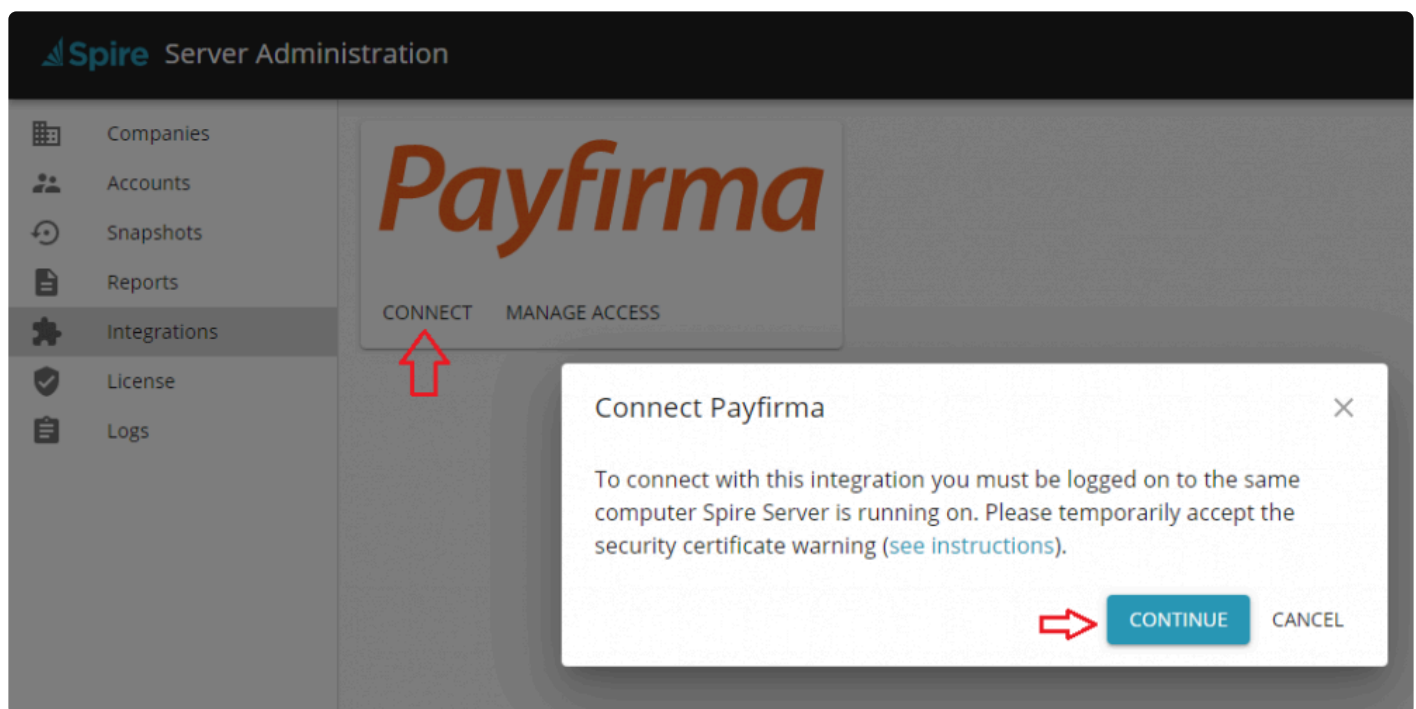 Spire Server Administration
Companies
Accounts
Snapshots
Reports
Integrations
License
Logs
Payfirma
CONNECT MANAGE ACCESS
Connect Payfirma
To connect with this integration you must be logged on to the same
computer Spire Server is running on. Please temporarily accept the
security certificate warning (see instructions).
CONTINUE CANCEL